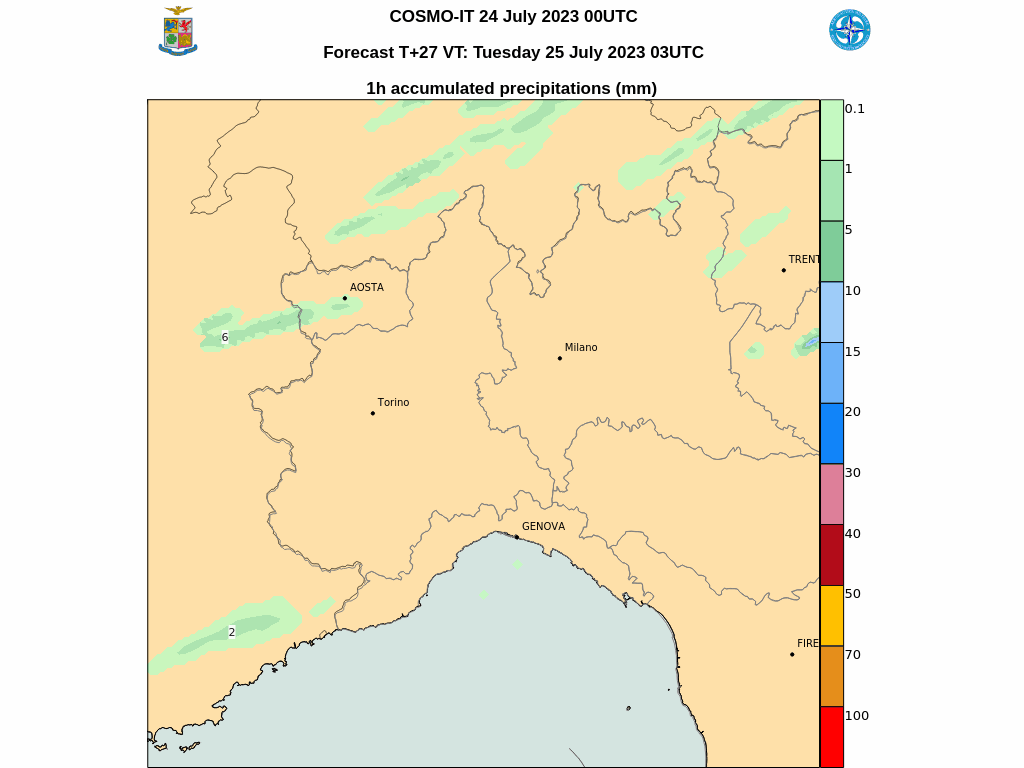 COSMO-IT 24 July 2023 00UTC
Forecast T+27 VT: Tuesday 25 July 2023 03UTC
1h accumulated precipitations (mm)
0.1
1
5
10
15
20
30
40
50
70
100
TRENT
AOSTA
6
Milano
Torino
GENOVA
2
FIRE